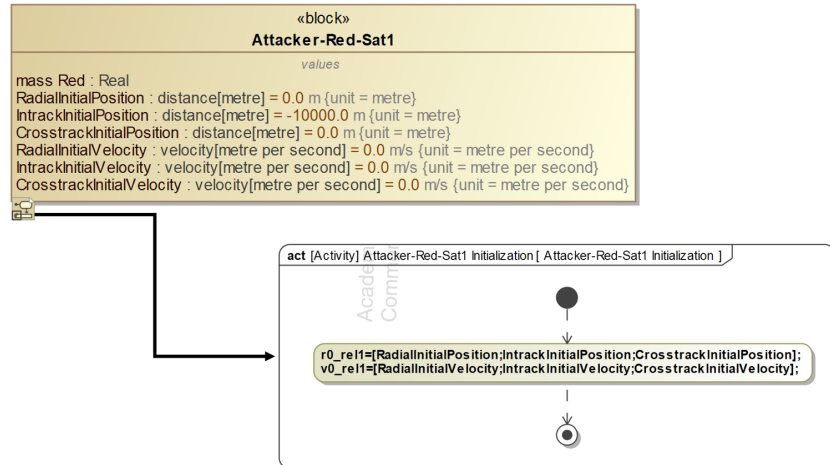 «block»
Attacker-Red-Sat1
values
mass Red : Real
RadialInitialPosition : distance[metre] = 0.0 m {unit = metre}
IntrackInitialPosition : distance[metre] = -10000.0 m {unit = metre}
CrosstrackInitialPosition : distance[metre] = 0.0 m {unit = metre}
RadialInitialVelocity : velocity[metre per second] = 0.0 m/s {unit = metre per second}
IntrackInitialVelocity : velocity[metre per second] = 0.0 m/s {unit = metre per second}
CrosstrackInitialVelocity : velocity[metre per second] = 0.0 m/s {unit = metre per second}
act [Activity] Attacker-Red-Sat1 Initialization [ Attacker-Red-Sat1 Initialization ]
r0_rel1=[RadialInitialPosition;IntrackInitialPosition;CrosstrackInitialPosition];
v0_rel1=[RadialInitialVelocity;IntrackInitialVelocity;CrosstrackInitialVelocity];